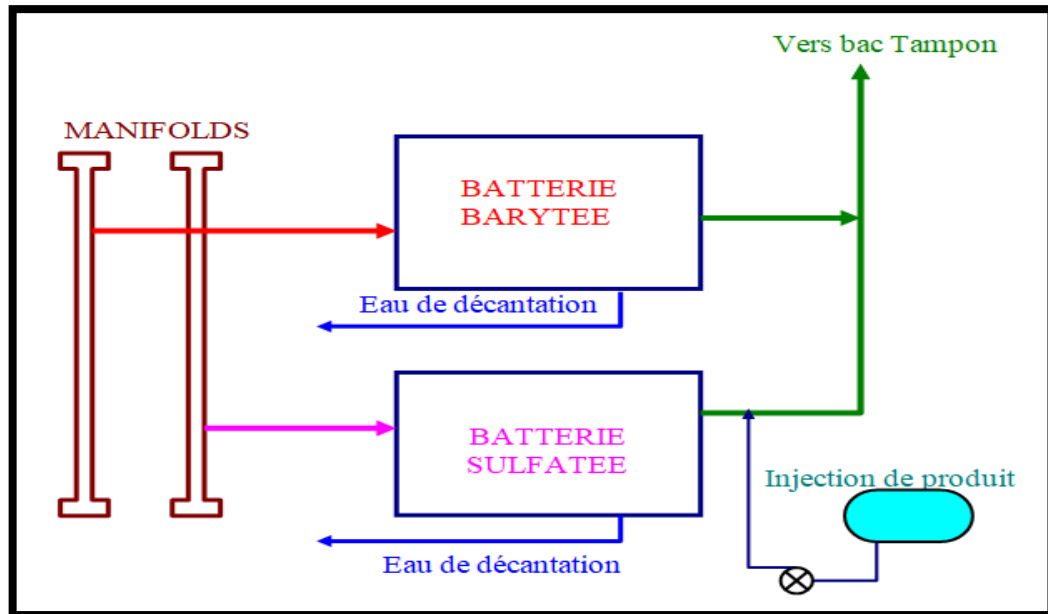 Vers bac Tampon
MANIFOLDS
BATTERIE
BARYTEE
Eau de décantation
BATTERIE
SULFATEE
Injection de produit
Eau de décantation